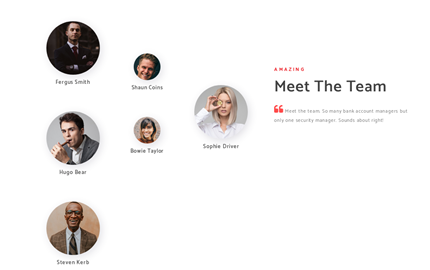 Fergus Smith
Shaun Coins
Hugo Bear
Bowie Taylor
Sophie Driver
Steven Kerb
AMAZING
Meet The Team
Meet the team. So many bank account managers but
only one security manager. Sounds about right!